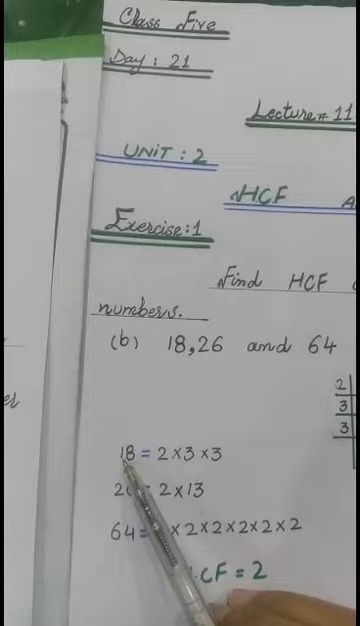 Class Five
Day: 21
Lecture # 11
UNIT: 2
HCF A
Exercise: 1
Find HCF
numbers.
(b) 18, 26 and 64
2
3
3
18 = 2 × 3 × 3
= 2 × 13
64 = × 2 × 2 × 2 × 2 × 2
CF = 2